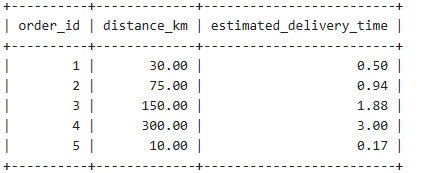 +----------+-------------+-------------------------+
| order_id | distance_km | estimated_delivery_time |
+----------+-------------+-------------------------+
|        1 |       30.00 |                    0.50 |
|        2 |       75.00 |                    0.94 |
|        3 |      150.00 |                    1.88 |
|        4 |      300.00 |                    3.00 |
|        5 |       10.00 |                    0.17 |
+----------+-------------+-------------------------+